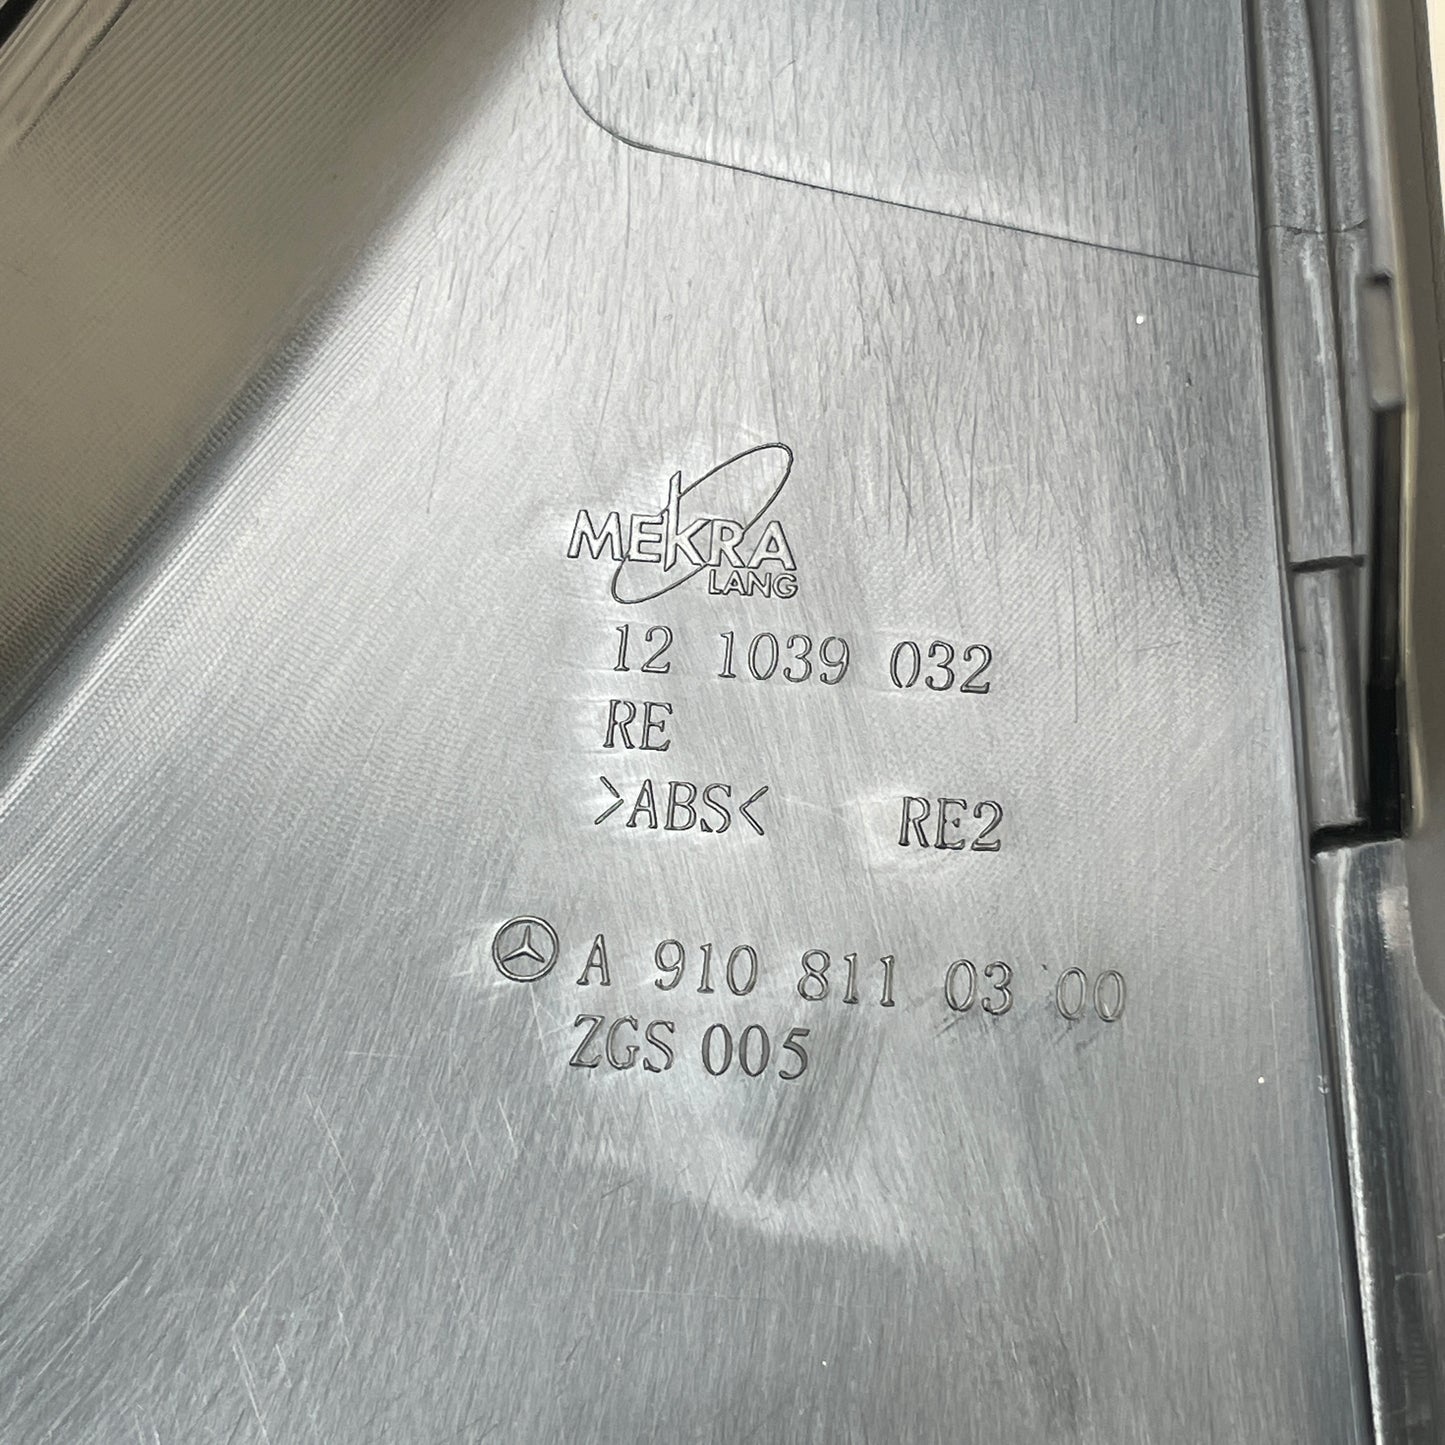 MEKRA
LANG
12 1039 032
RE
>ABS< RE2
A 910 811 03 00
ZGS 005